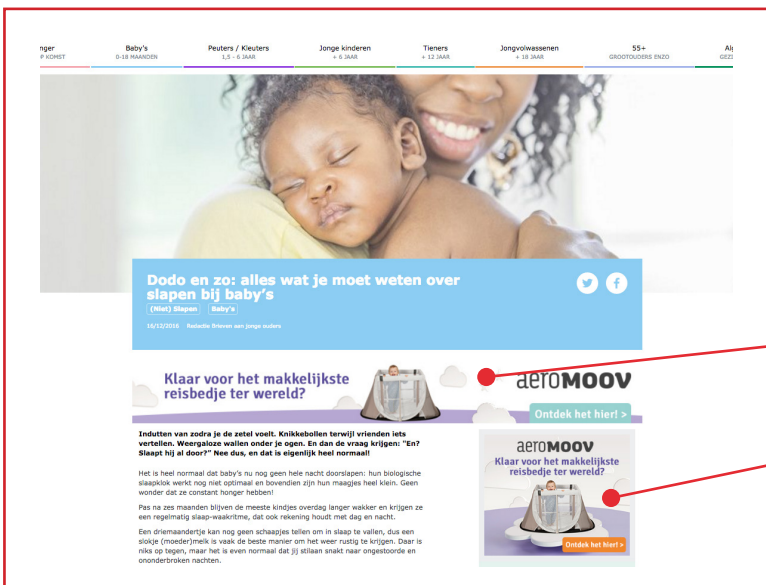 nger
Baby's
Peuters / Kleuters
Jonge kinderen
Tieners
Jongvolwassenen
55+
Al
P KOMST
0-18 MAANDEN
1,5 - 6 JAAR
+ 6 JAAR
+ 12 JAAR
+ 18 JAAR
GROOTOUDERS ENZO
GEZI
Dodo en zo: alles wat je moet weten over
slapen bij baby's
(Niet) Slapen Baby's
16/12/2016 Redactie Brieven aan jonge ouders
Klaar voor het makkelijkste
reisbedje ter wereld?
aeroMOOV
Ontdek het hier! >
Indutten van zodra je de zetel voelt. Knikkebollen terwijl vrienden iets
vertellen. Weergaloze wallen onder je ogen. En dan de vraag krijgen: "En?
Slaapt hij al door?" Nee dus, en dat is eigenlijk heel normaal!
Het is heel normaal dat baby's nu nog geen hele nacht doorslapen: hun biologische
slaapklok werkt nog niet optimaal en bovendien zijn hun maagjes heel klein. Geen
wonder dat ze constant honger hebben!
Pas na zes maanden blijven de meeste kindjes overdag langer wakker en krijgen ze
een regelmatig slaap-waakritme, dat ook rekening houdt met dag en nacht.
Een driemaandertje kan nog geen schaapjes tellen om in slaap te vallen, dus een
slokje (moeder)melk is vaak de beste manier om het weer rustig te krijgen. Daar is
niks op tegen, maar het is even normaal dat jij stilaan snakt naar ongestoorde en
ononderbroken nachten.
aeroMOOV
Klaar voor het makkelijkste
reisbedje ter wereld?
Ontdek het hier! >